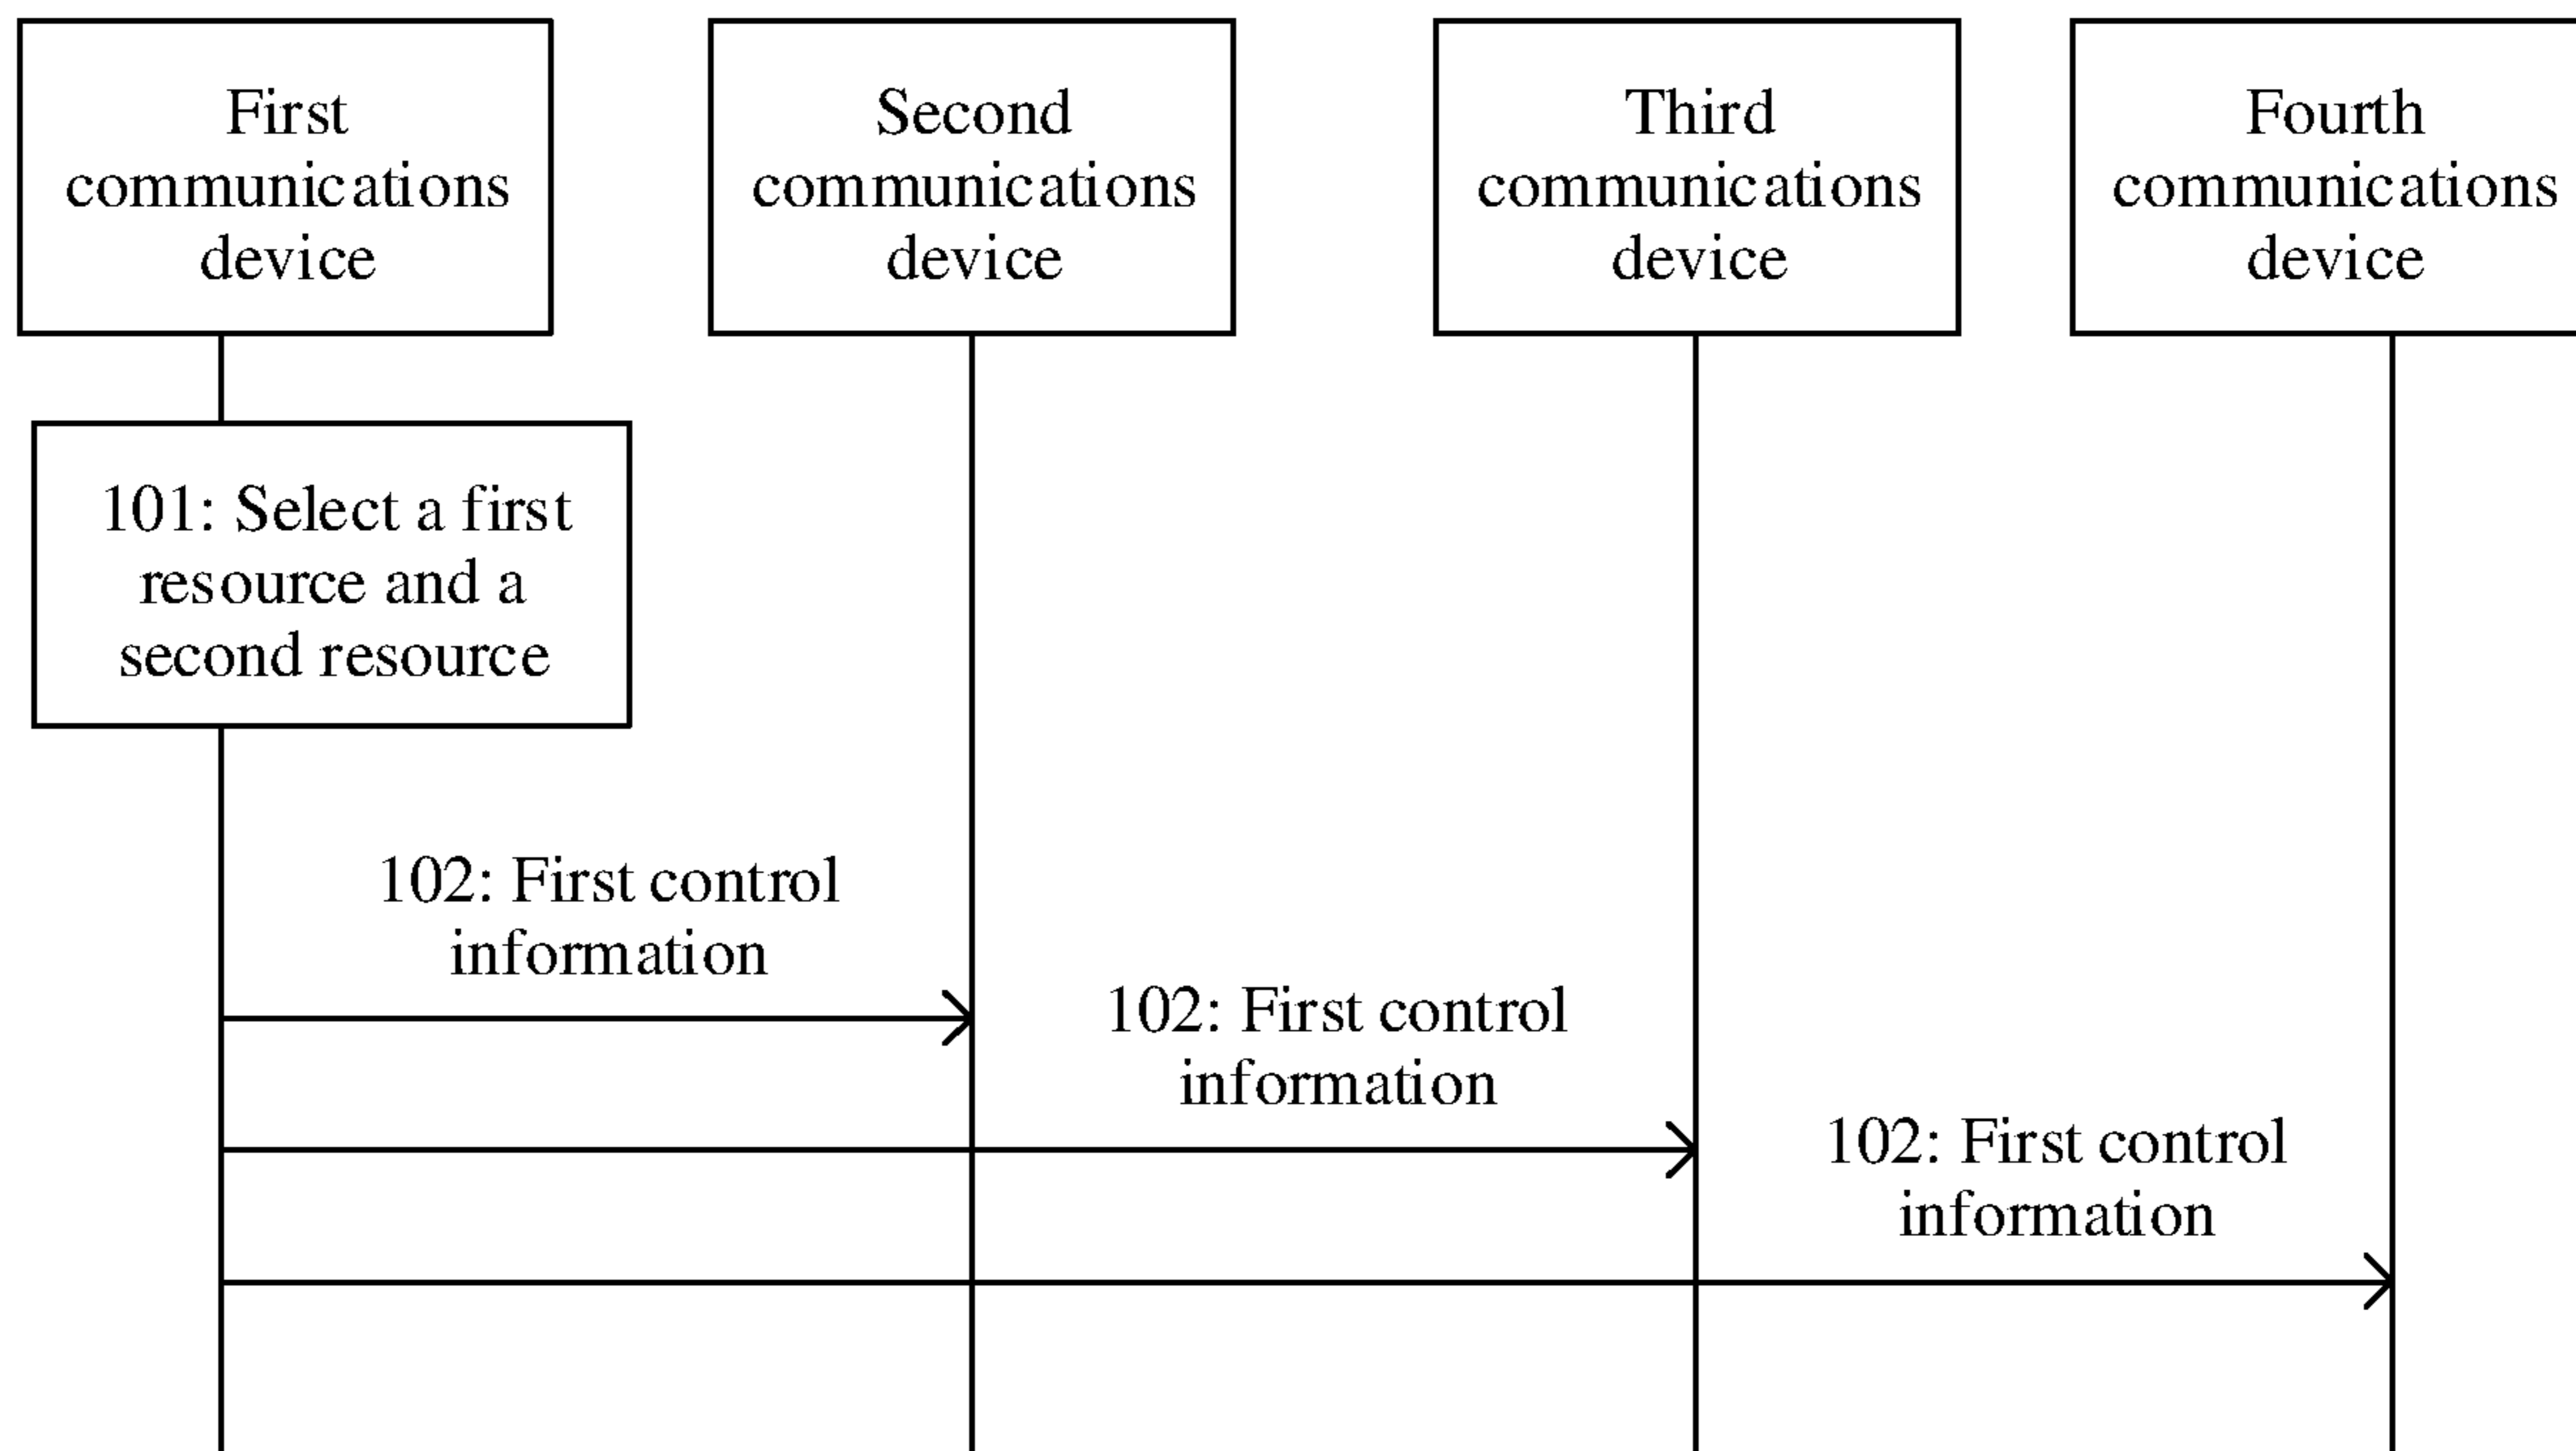 First
communications
device
Second
communications
device
Third
communications
device
Fourth
communications
device
101: Select a first
resource and a
second resource
102: First control
information
102: First control
information
102: First control
information